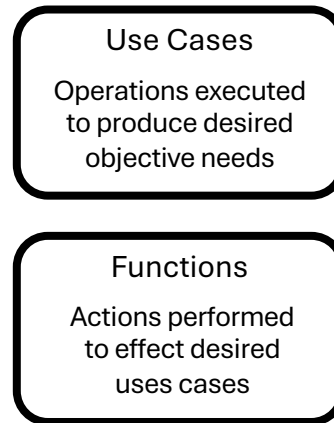 Use Cases
Operations executed
to produce desired
objective needs
Functions
Actions performed
to effect desired
uses cases